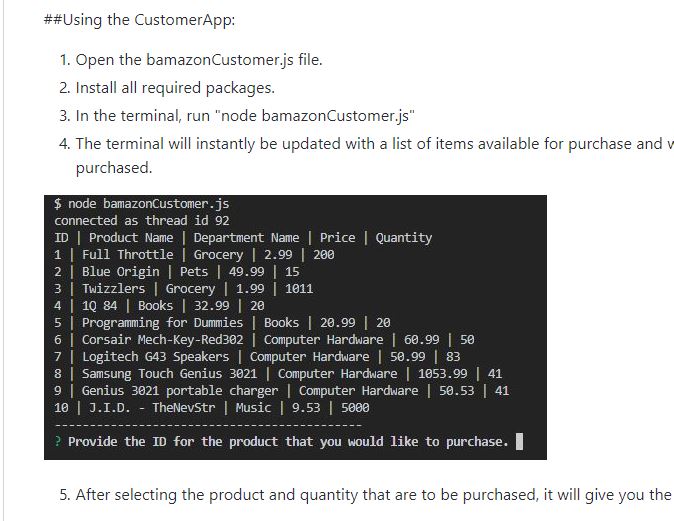 ##Using the CustomerApp:
1. Open the bamazonCustomer.js file.
2. Install all required packages.
3. In the terminal, run "node bamazonCustomer.js"
4. The terminal will instantly be updated with a list of items available for purchase and
purchased.
$ node bamazonCustomer.js
connected as thread id 92
ID | Product Name | Department Name | Price | Quantity
1 | Full Throttle | Grocery | 2.99 | 200
2 | Blue Origin | Pets | 49.99 | 15
3 | Twizzlers | Grocery | 1.99 | 1011
4 | 1Q 84 | Books | 32.99 | 20
5 | Programming for Dummies | Books | 20.99 | 20
6 | Corsair Mech-Key-Red302 | Computer Hardware | 60.99 | 50
7 | Logitech G43 Speakers | Computer Hardware | 50.99 | 83
8 | Samsung Touch Genius 3021 | Computer Hardware | 1053.99 | 41
9 | Genius 3021 portable charger | Computer Hardware | 50.53 | 41
10 | J.I.D. - TheNevStr | Music | 9.53 | 5000
--------------------------------------------
? Provide the ID for the product that you would like to purchase.
5. After selecting the product and quantity that are to be purchased, it will give you the